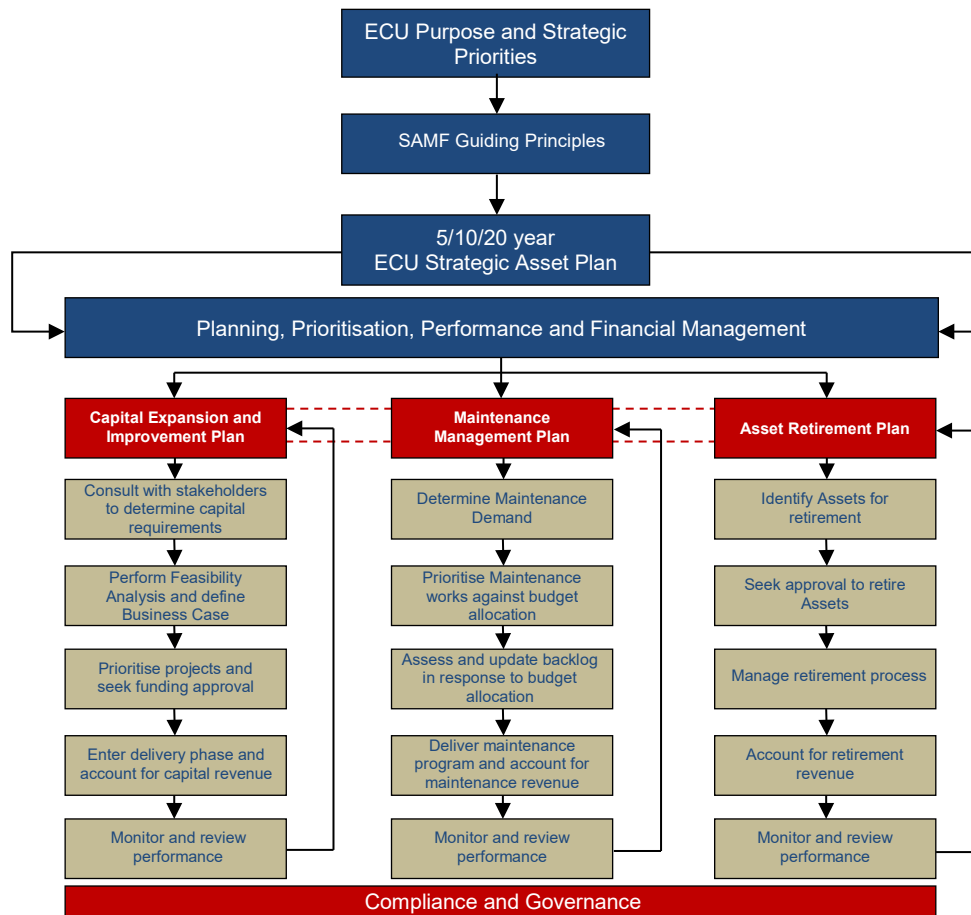 ECU Purpose and Strategic
Priorities
SAMF Guiding Principles
5/10/20 year
ECU Strategic Asset Plan
Planning, Prioritisation, Performance and Financial Management
Capital Expansion and
Improvement Plan
Maintenance
Management Plan
Asset Retirement Plan
Consult with stakeholders
to determine capital
requirements
Determine Maintenance
Demand
Identify Assets for
retirement
Perform Feasibility
Analysis and define
Business Case
Prioritise Maintenance
works against budget
allocation
Seek approval to retire
Assets
Prioritise projects and
seek funding approval
Assess and update backlog
in response to budget
allocation
Manage retirement process
Enter delivery phase and
account for capital revenue
Deliver maintenance
program and account for
maintenance revenue
Account for retirement
revenue
Monitor and review
performance
Monitor and review
performance
Monitor and review
performance
Compliance and Governance